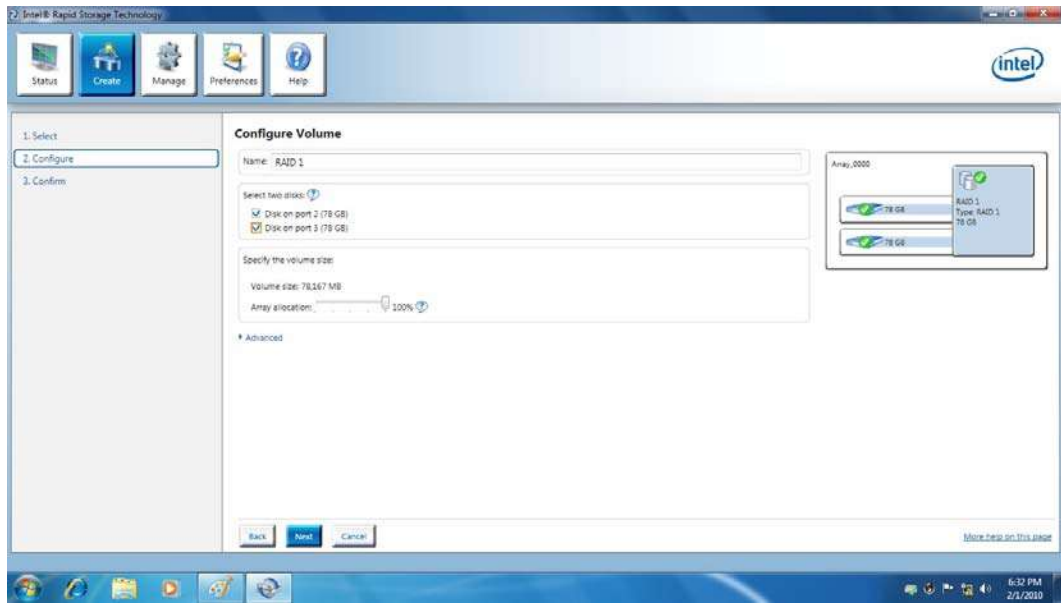 Intel® Rapid Storage Technology
Status
Create
Manage
Preferences
Help
intel
1. Select
2. Configure
3. Confirm
Configure Volume
Name: RAID 1
Select two disks:
Disk on port 2 (78 GB)
Disk on port 3 (78 GB)
Specify the volume size:
Volume size: 78,167 MB
Array allocation: 100%
Advanced
Array_0000
78 GB
78 GB
RAID 1
Type: RAID 1
78 GB
Back
Next
Cancel
More help on this page
6:32 PM
2/1/2010